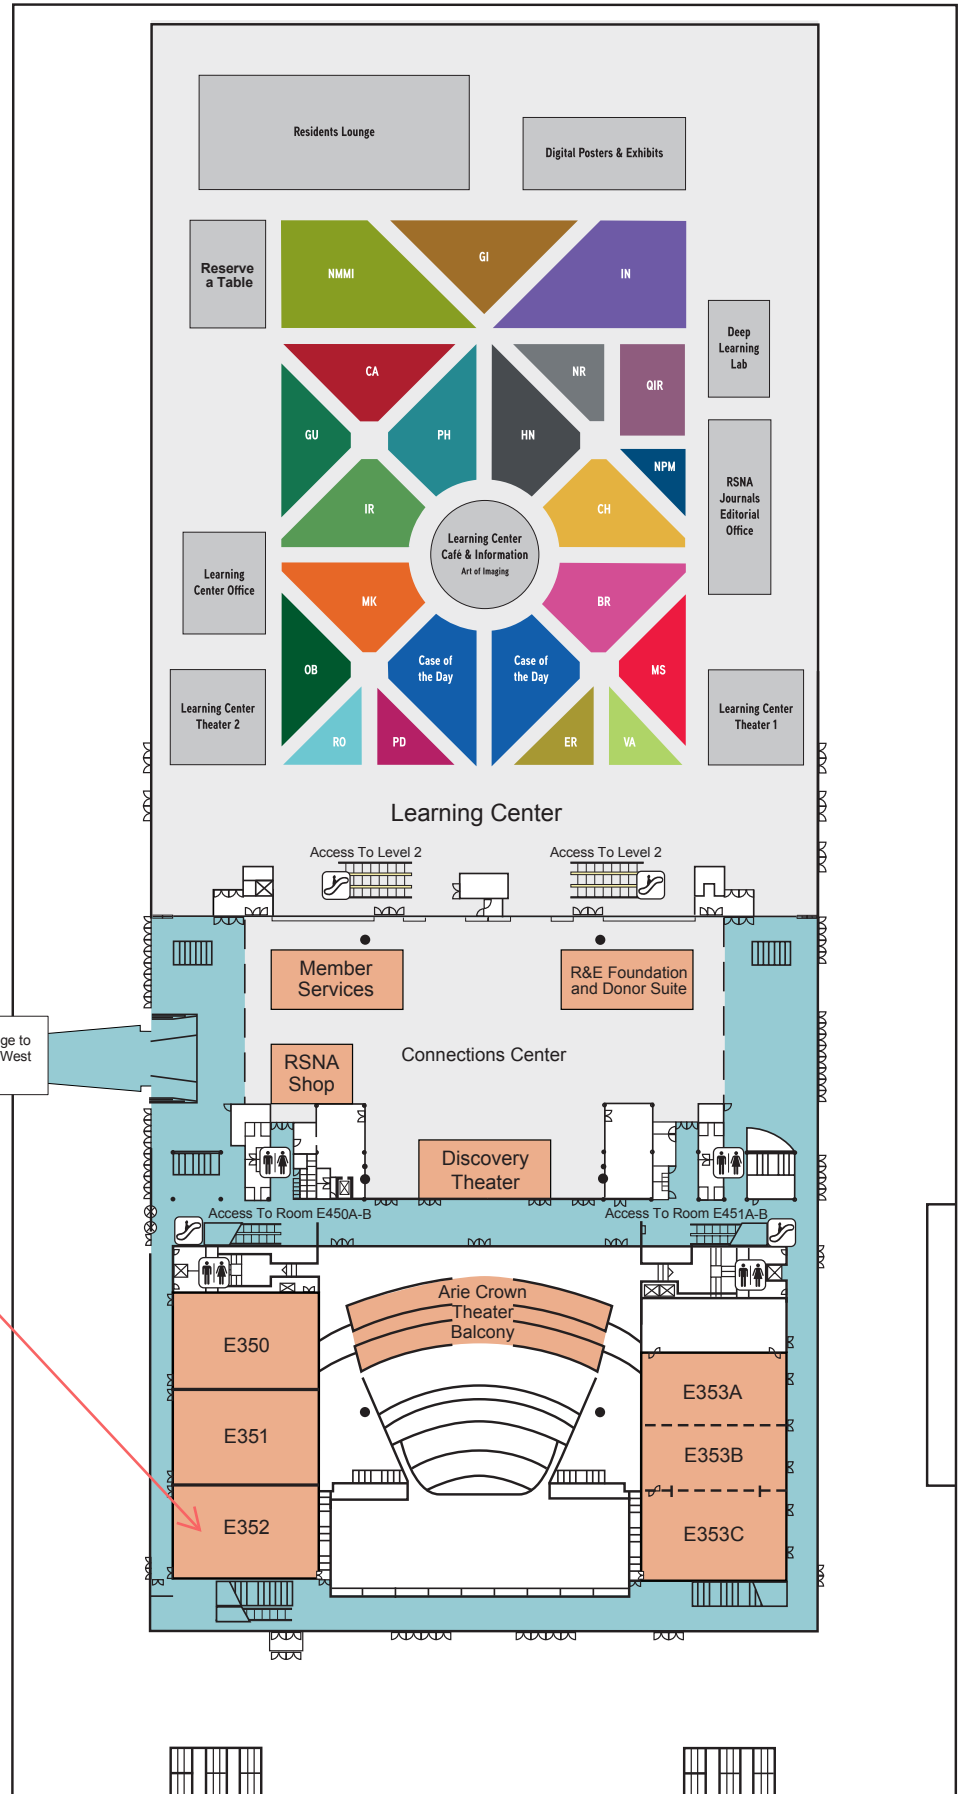 Residents Lounge
Digital Posters & Exhibits
Reserve
a Table
NMMI
GI
IN
Deep
Learning
Lab
CA
NR
QIR
GU
PH
HN
NPM
RSNA
Journals
Editorial
Office
IR
CH
Learning Center
Café & Information
Art of Imaging
Learning
Center Office
MK
BR
OB
Case of
the Day
Case of
the Day
MS
Learning Center
Theater 2
Learning Center
Theater 1
RO
PD
ER
VA
Learning Center
Access To Level 2
Access To Level 2
Member
Services
R&E Foundation
and Donor Suite
ge to
West
RSNA
Shop
Connections Center
Discovery
Theater
Access To Room E450A-B
Access To Room E451A-B
Arie Crown
Theater
Balcony
E350
E353A
E351
E353B
E352
E353C